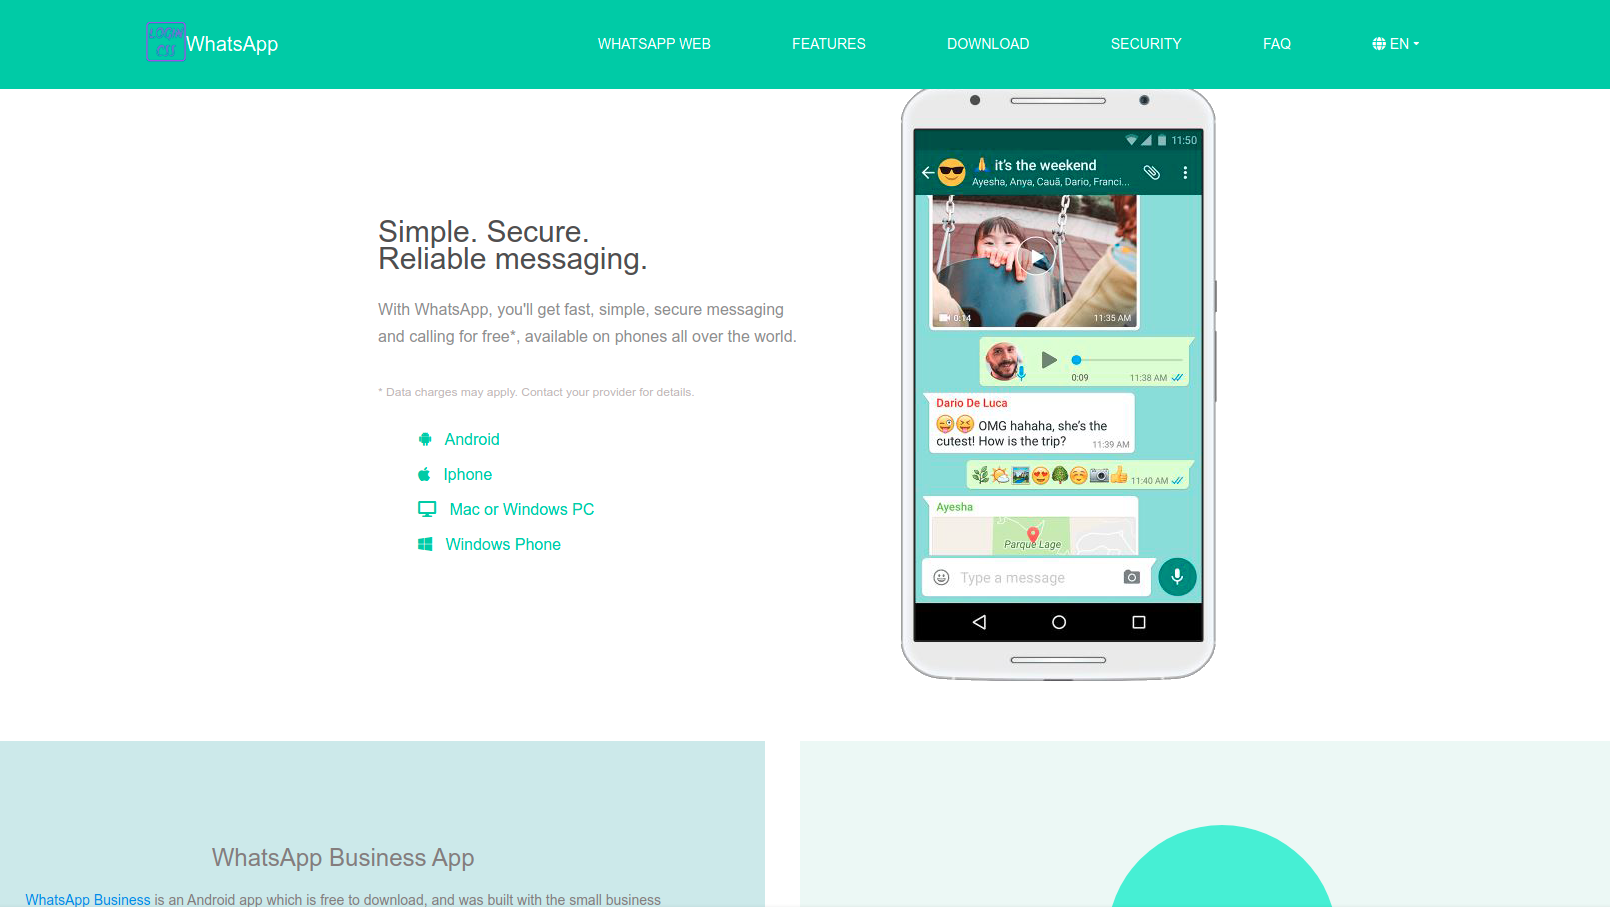 LOGIN
CSS
WhatsApp
WHATSAPP WEB
FEATURES
DOWNLOAD
SECURITY
FAQ
EN
Simple. Secure.
Reliable messaging.
With WhatsApp, you'll get fast, simple, secure messaging
and calling for free*, available on phones all over the world.
* Data charges may apply. Contact your provider for details.
Android
Iphone
Mac or Windows PC
Windows Phone
11:50
it's the weekend
Ayesha, Anya, Cauã, Dario, Franci...
0:14
11:35 AM
0:09
11:38 AM
Dario De Luca
OMG hahaha, she's the
cutest! How is the trip?
11:39 AM
11:40 AM
Ayesha
Parque Lage
Type a message
WhatsApp Business App
WhatsApp Business is an Android app which is free to download, and was built with the small business